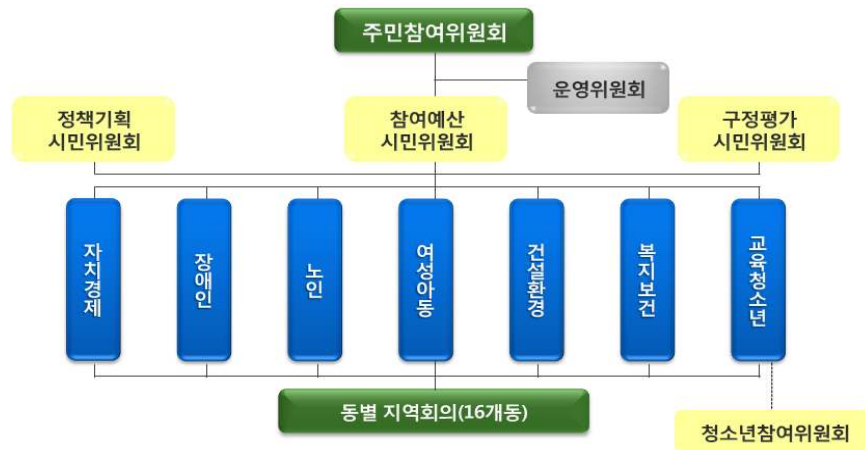 주민참여위원회
운영위원회
정책기획
시민위원회
참여예산
시민위원회
구정평가
시민위원회
자치경제
장애인
노인
여성아동
건설환경
복지보건
교육청소년
동별 지역회의(16개동)
청소년참여위원회